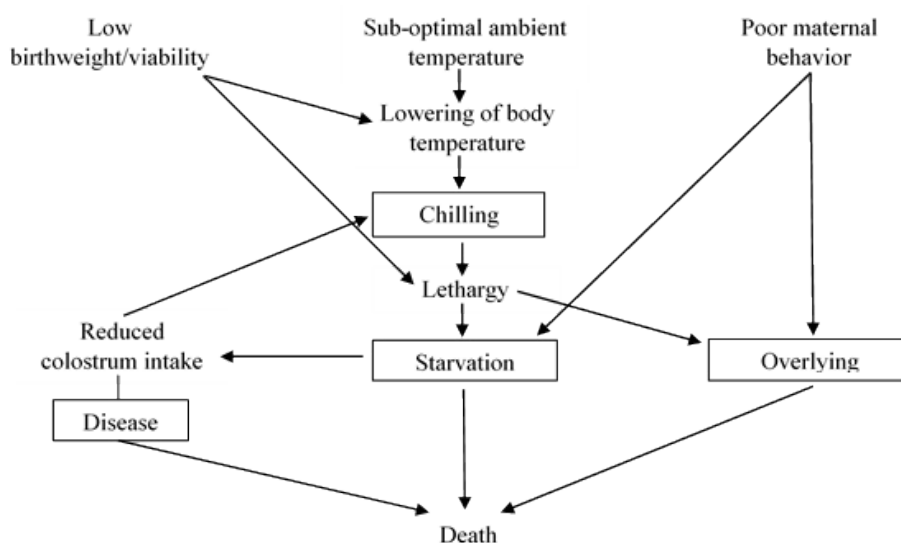 Low
birthweight/viability
Sub-optimal ambient
temperature
Poor maternal
behavior
Lowering of body
temperature
Chilling
Lethargy
Reduced
colostrum intake
Starvation
Overlying
Disease
Death